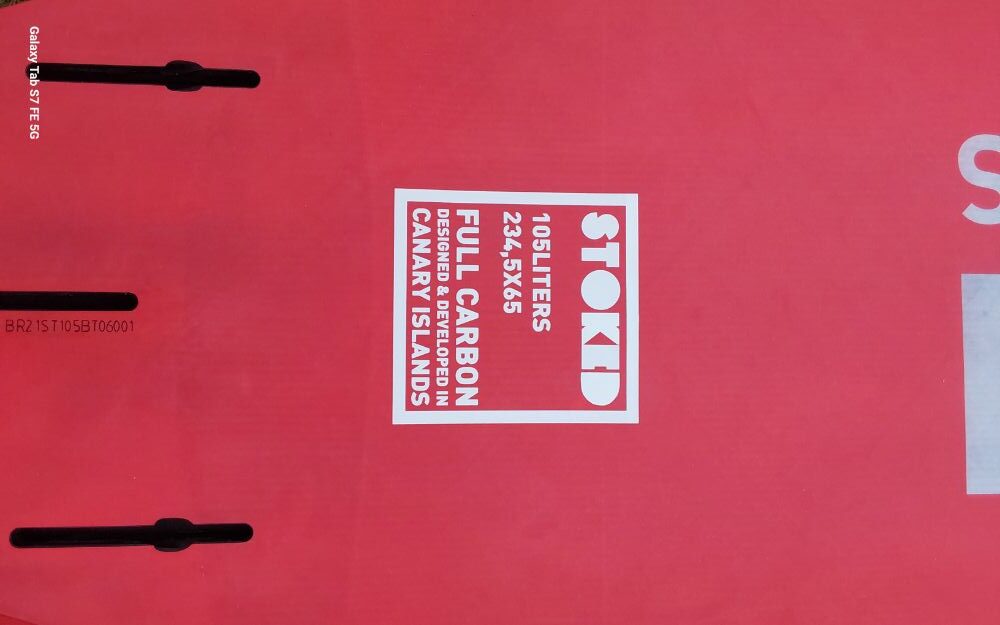 STOKED
105LITERS
234,5X65
FULL CARBON
DESIGNED & DEVELOPED IN
CANARY ISLANDS
BR21ST105BT06001
S
Galaxy Tab S7 FE 5G